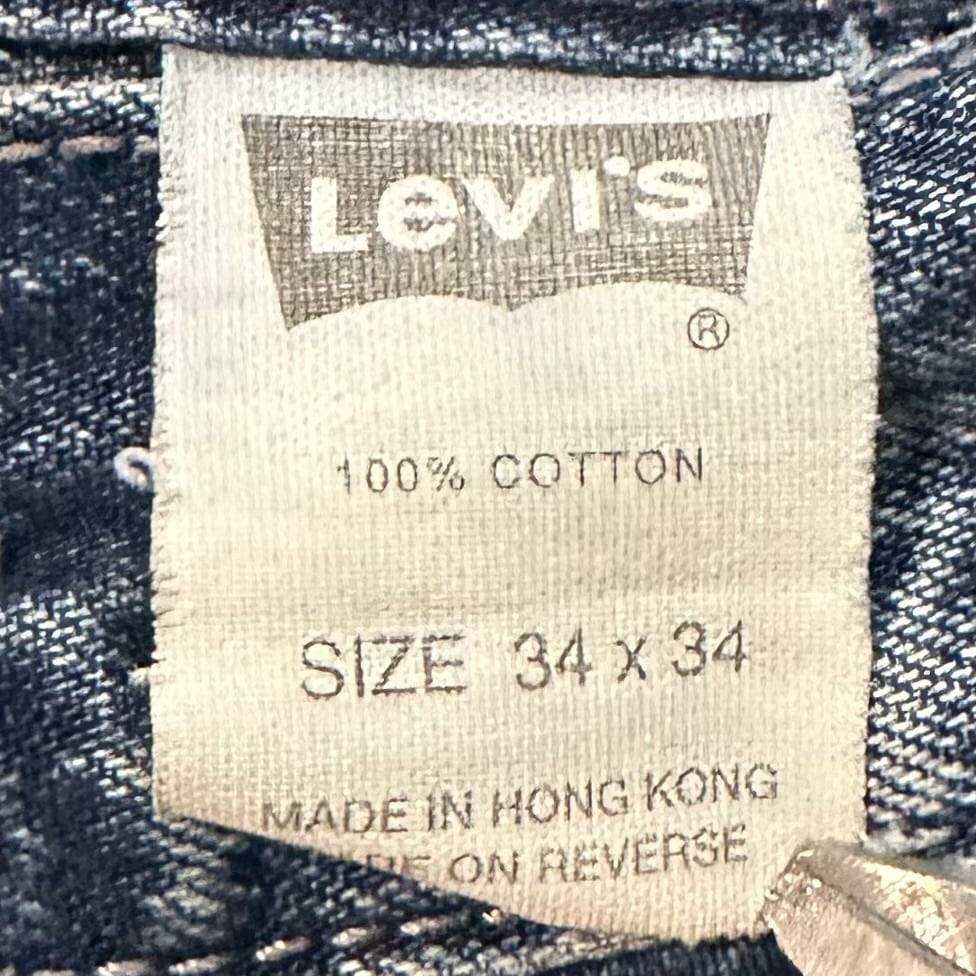 Levi's
®
100% COTTON
SIZE 34 x 34
MADE IN HONG KONG
ON REVERSE